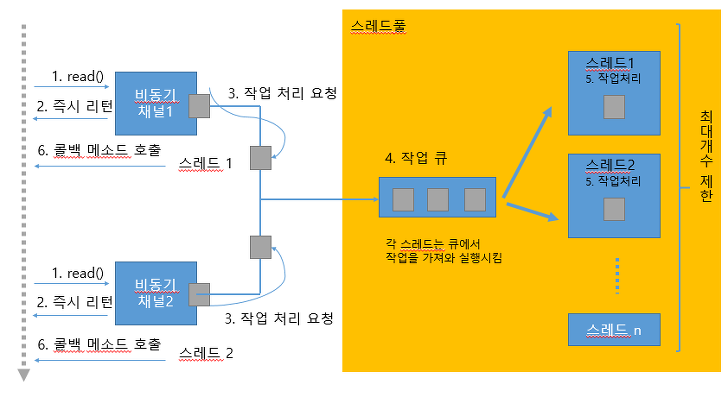 스레드풀
1. read()
2. 즉시 리턴
비동기
채널1
3. 작업 처리 요청
6. 콜백 메소드 호출
스레드 1
4. 작업 큐
각 스레드는 큐에서
작업을 가져와 실행시킴
스레드1
5. 작업처리
스레드2
5. 작업처리
스레드 n
최대개수 제한
1. read()
2. 즉시 리턴
비동기
채널2
3. 작업 처리 요청
6. 콜백 메소드 호출
스레드 2